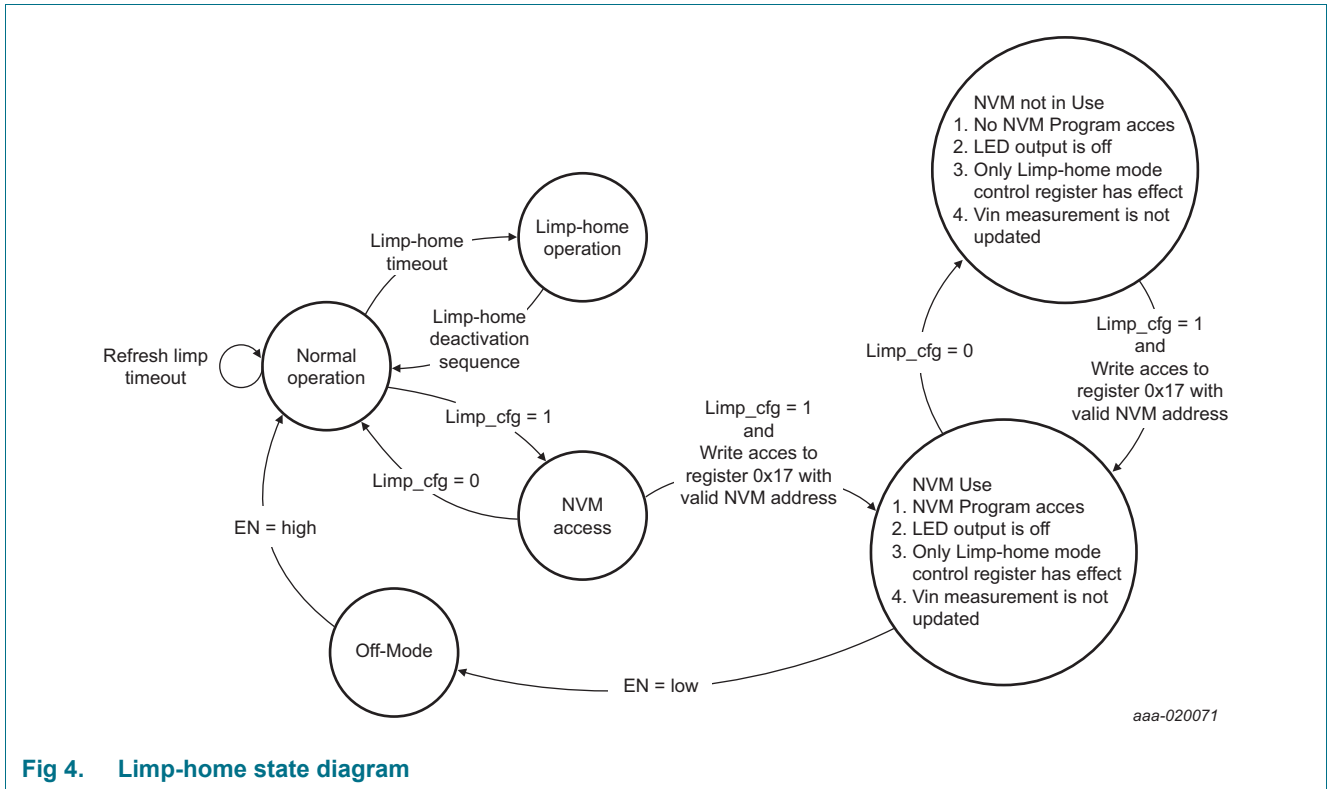 NVM not in Use
1. No NVM Program acces
2. LED output is off
3. Only Limp-home mode
control register has effect
4. Vin measurement is not
updated
Limp-home
operation
Limp-home
timeout
Limp-home
deactivation
sequence
Refresh limp
timeout
Normal
operation
Limp_cfg = 1
and
Write acces to
register 0x17 with
valid NVM address
Limp_cfg = 0
Limp_cfg = 1
Limp_cfg = 1
and
Write acces to
register 0x17 with
valid NVM address
Limp_cfg = 0
NVM
access
NVM Use
1. NVM Program acces
2. LED output is off
3. Only Limp-home mode
control register has effect
4. Vin measurement is not
updated
EN = high
Off-Mode
EN = low
aaa-020071
Fig 4. Limp-home state diagram